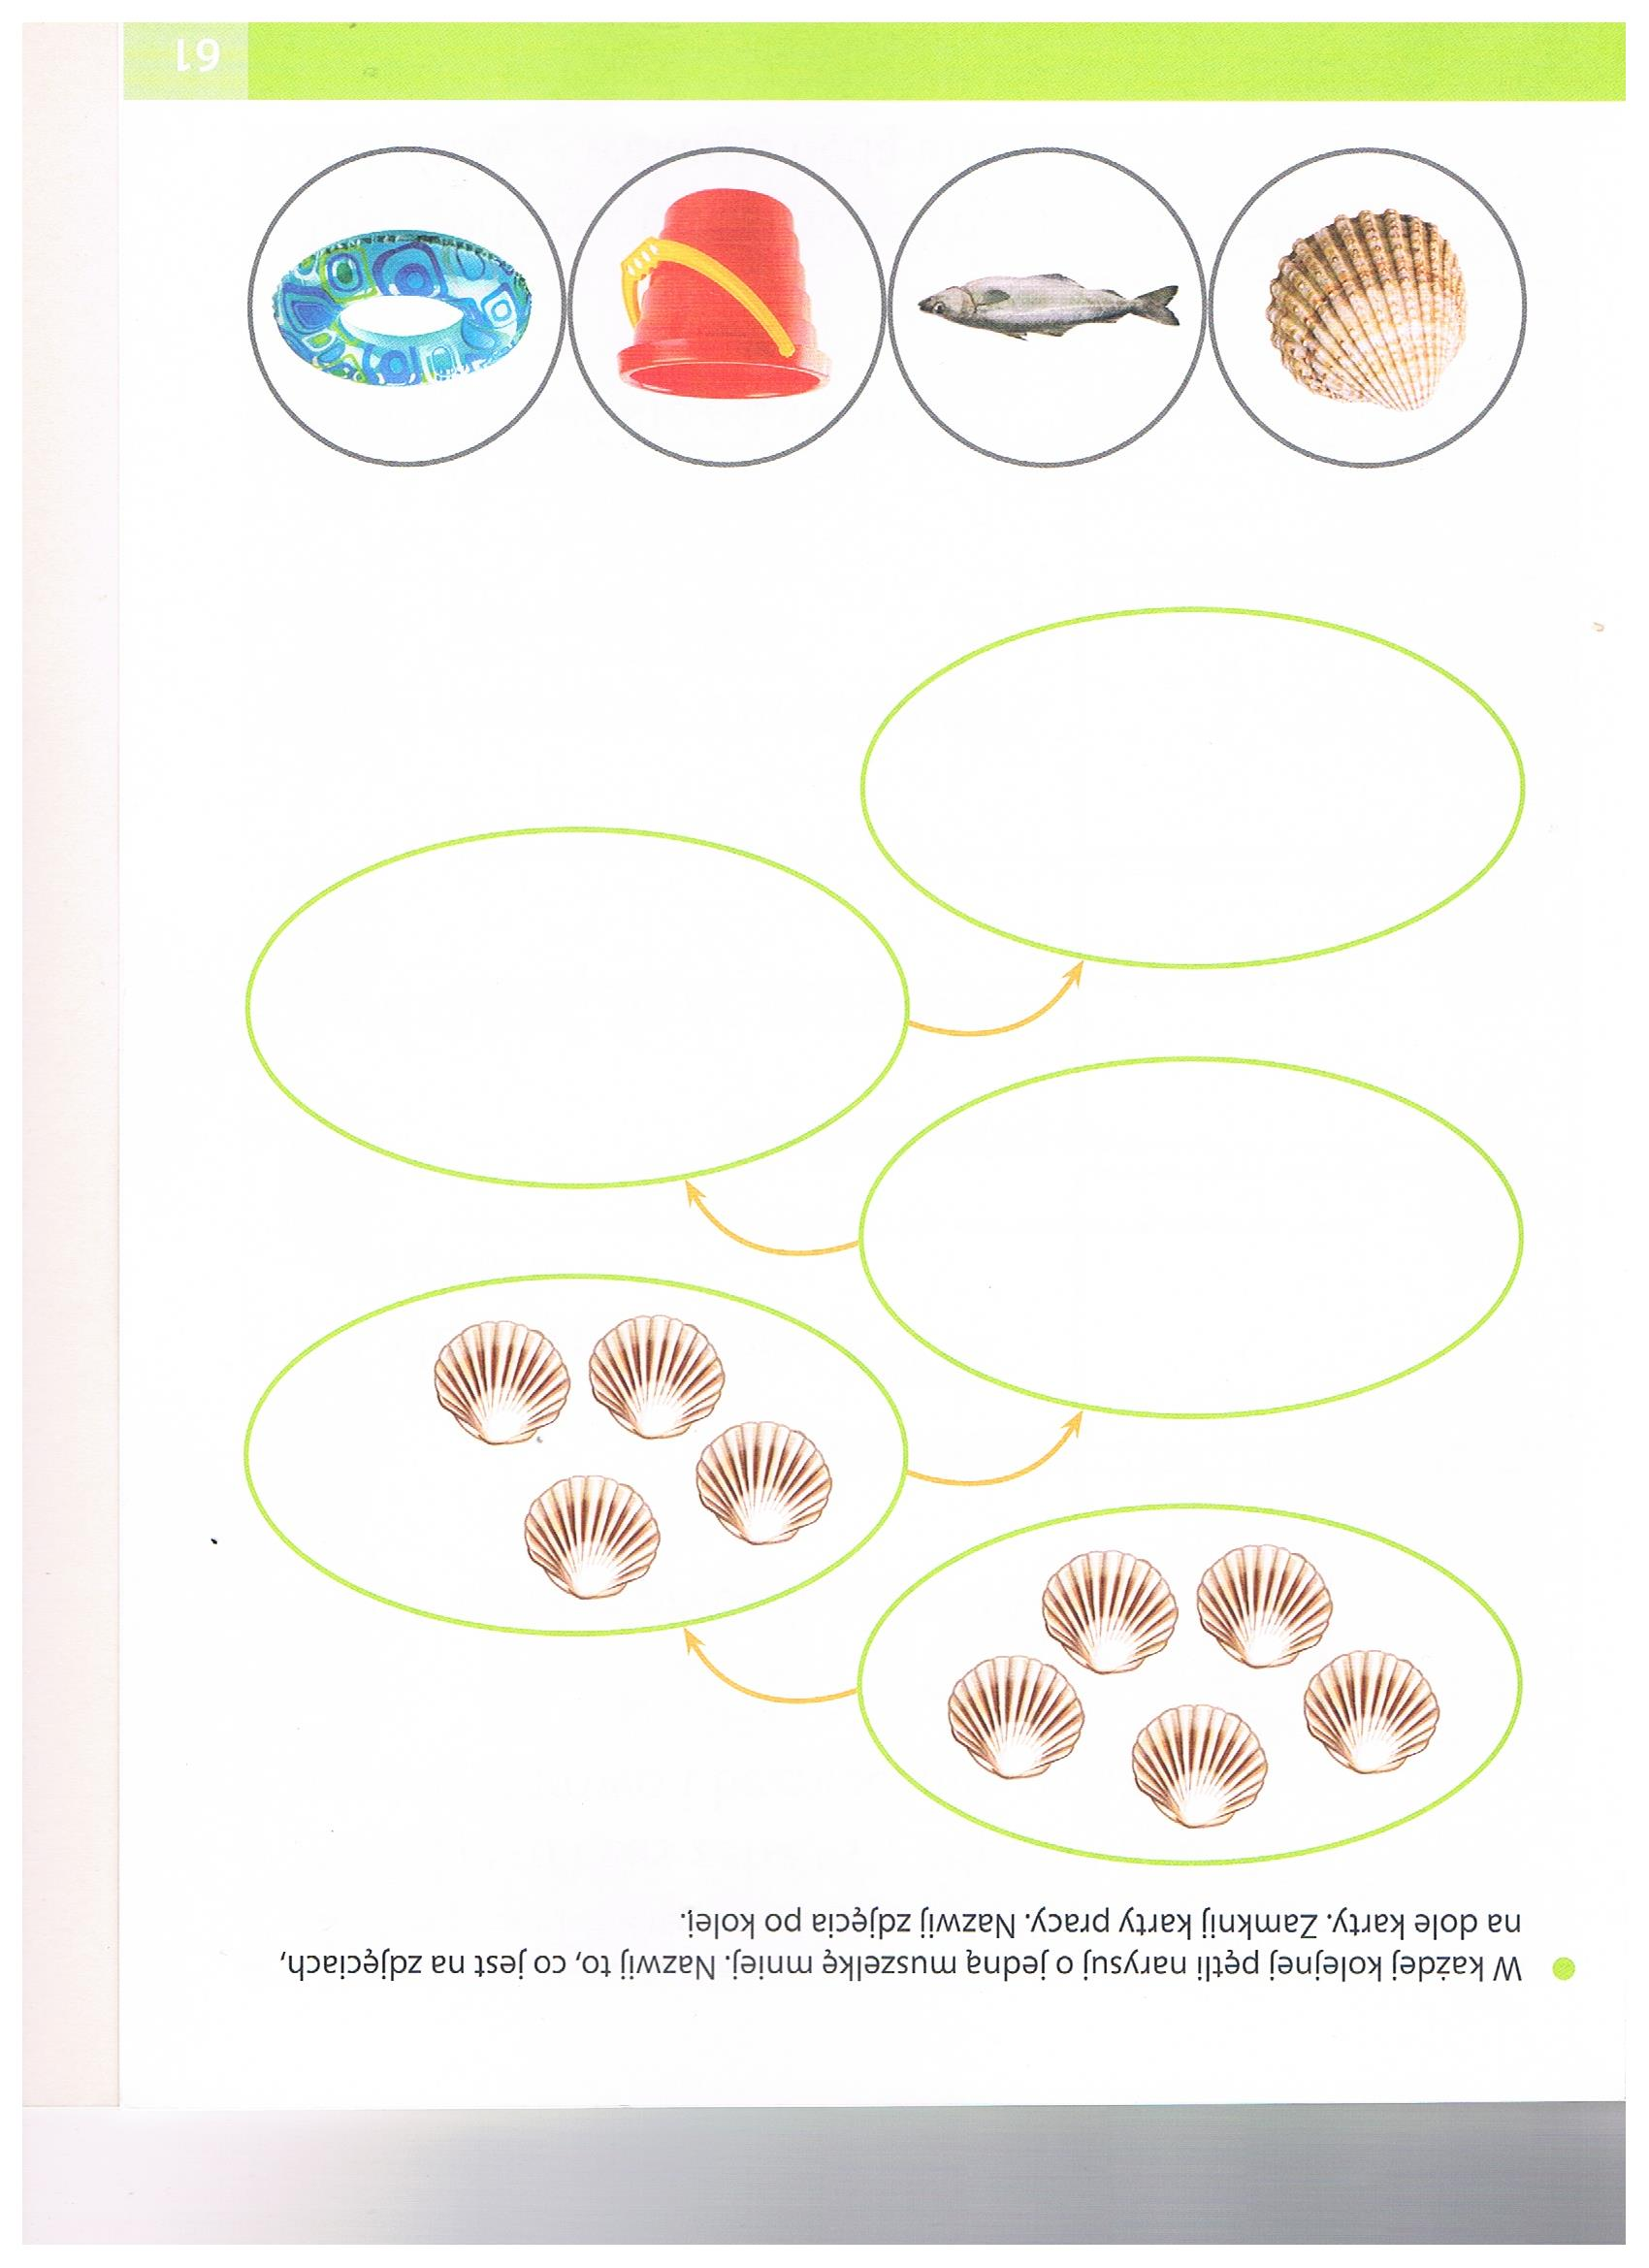 W każdej kolejnej pętli narysuj o jedną muszelkę mniej. Nazwij to, co jest na zdjęciach,
na dole karty. Zamknij karty pracy. Nazwij zdjęcia po kolei.
61